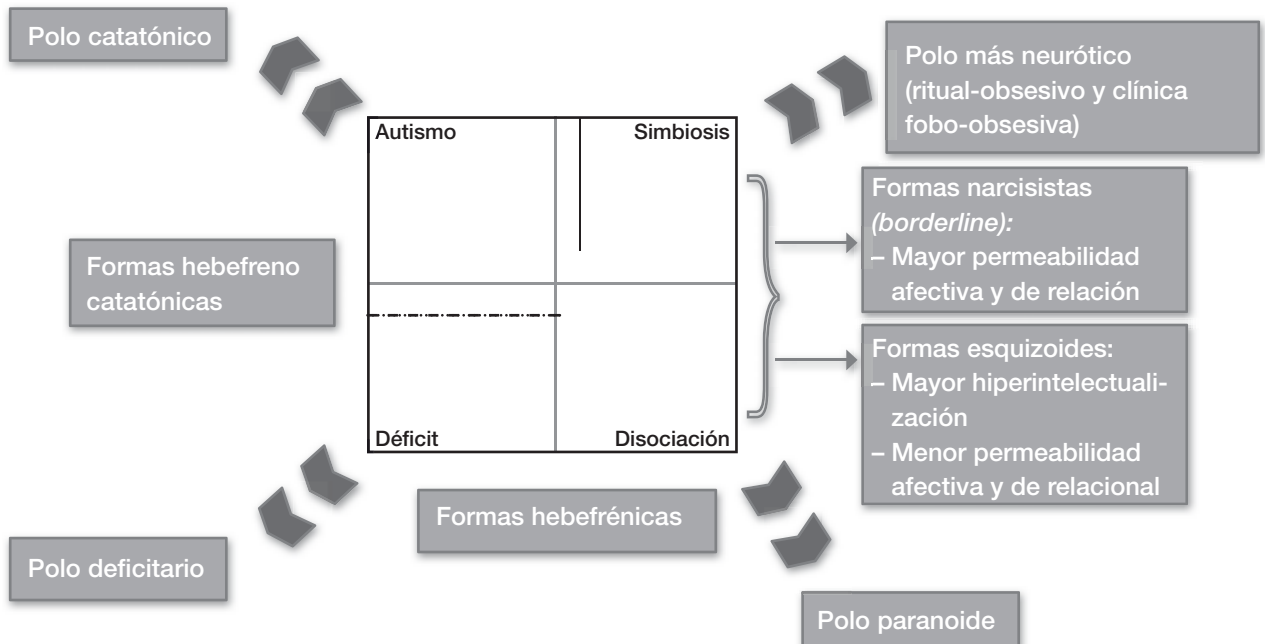 Polo catatónico
Polo más neurótico
(ritual-obsesivo y clínica
fobo-obsesiva)
Autismo
Simbiosis
Formas narcisistas
(borderline):
– Mayor permeabilidad
afectiva y de relación
Formas hebefreno
catatónicas
Formas esquizoides:
– Mayor hiperintelectuali-
zación
– Menor permeabilidad
afectiva y de relacional
Déficit
Disociación
Formas hebefrénicas
Polo deficitario
Polo paranoide